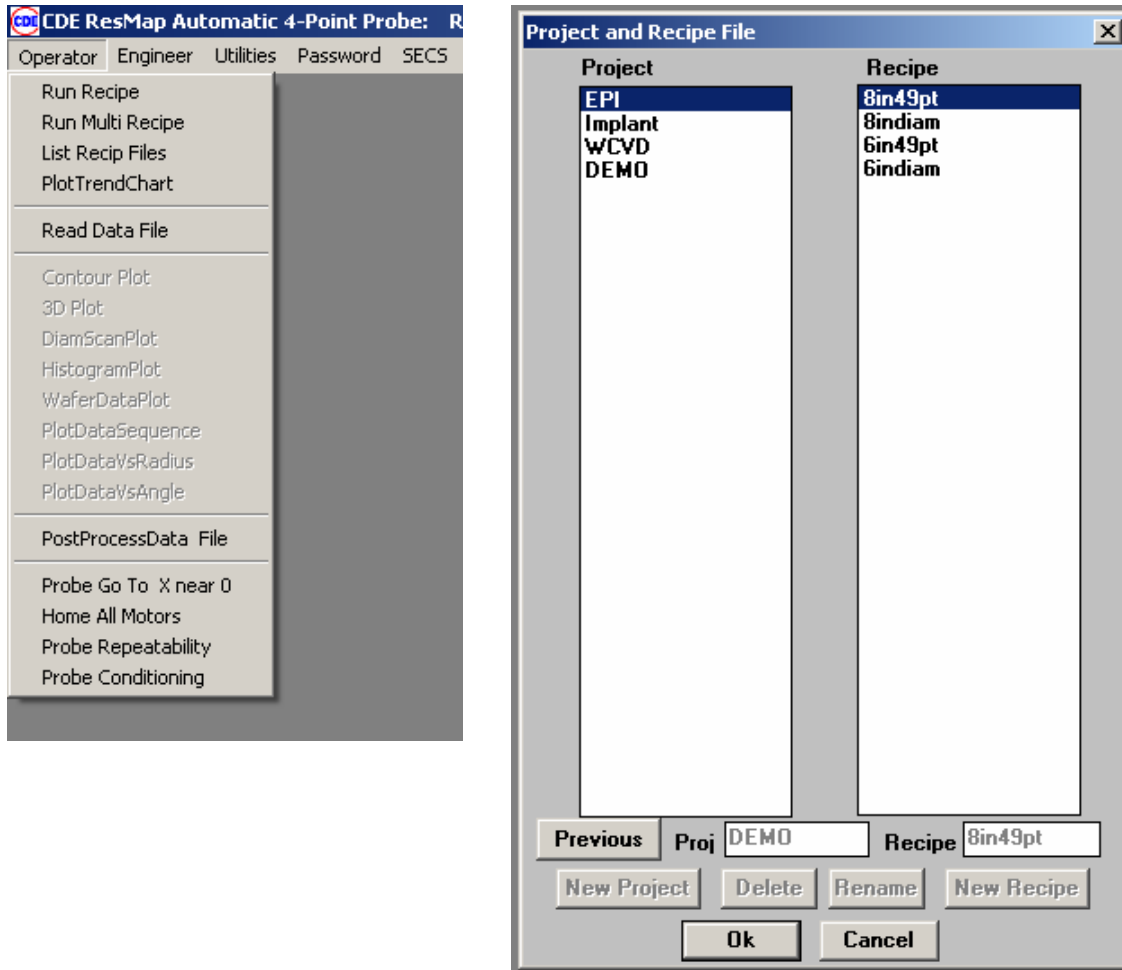 CDE ResMap Automatic 4-Point Probe: R
Operator Engineer Utilities Password SECS
Run Recipe
Run Multi Recipe
List Recip Files
PlotTrendChart
Read Data File
Contour Plot
3D Plot
DiamScanPlot
HistogramPlot
WaferDataPlot
PlotDataSequence
PlotDataVsRadius
PlotDataVsAngle
PostProcessData File
Probe Go To X near 0
Home All Motors
Probe Repeatability
Probe Conditioning
Project and Recipe File
Project Recipe
EPI 8in49pt
Implant 8indiam
WCVD 6in49pt
DEMO 6indiam
Previous Proj DEMO Recipe 8in49pt
New Project Delete Rename New Recipe
Ok Cancel